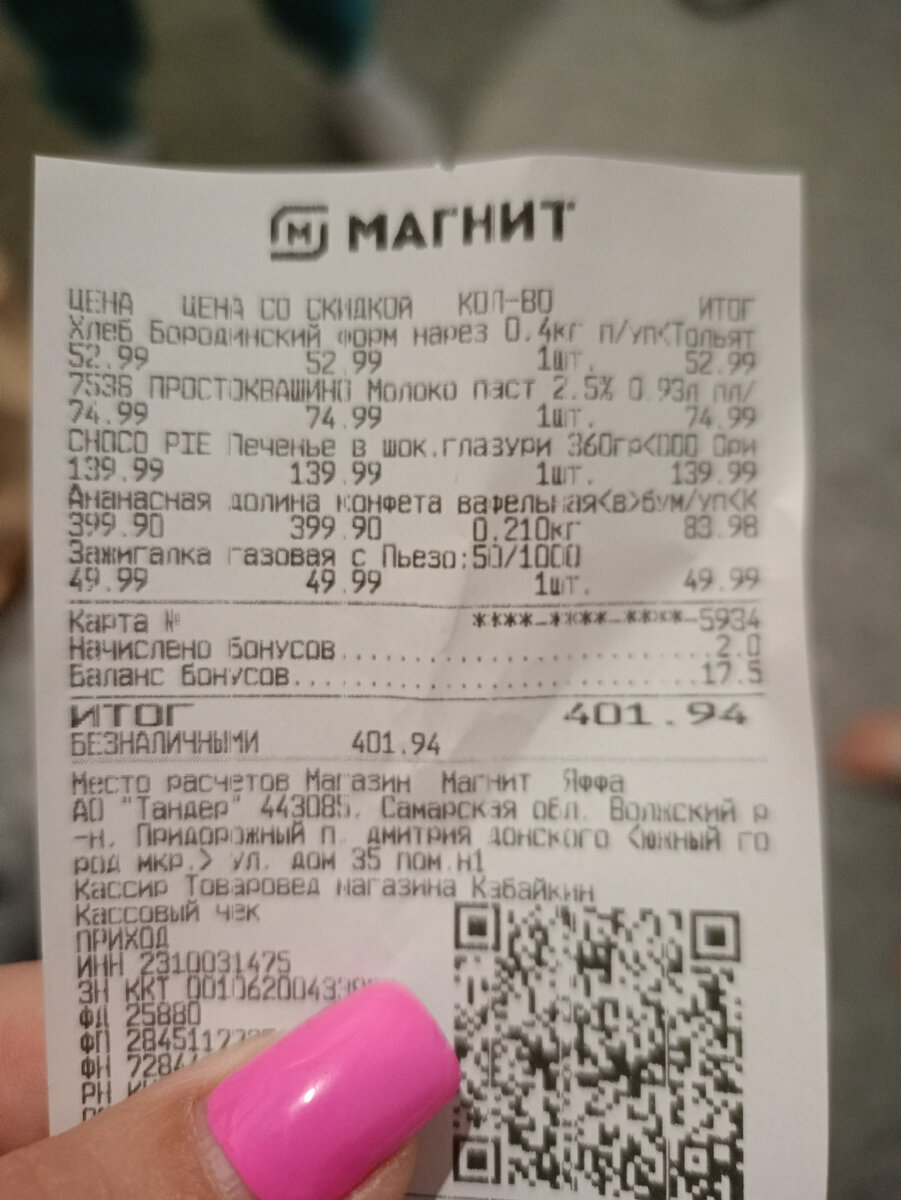 МАГНИТ
ЦЕНА ЦЕНА СО СКИДКОЙ КОЛ-ВО ИТОГ
Хлеб Бородинский форм нарез 0.4кг п/уп<Тольят
52.99 52.99 1шт. 52.99
7538 ПРОСТОКВАШИНО Молоко паст 2.5% 0.93л пл/
74.99 74.99 1шт. 74.99
CHOCO PIE Печенье в шок.глазури 360гр<ООО Ори
139.99 139.99 1шт. 139.99
Ананасная долина конфета вафельная<в>бум/уп<К
399.90 399.90 0.210кг 83.98
Зажигалка газовая с Пьезо:50/1000
49.99 49.99 1шт. 49.99
Карта № ****-****-****-5934
Начислено бонусов....................2.0
Баланс бонусов.......................17.5
ИТОГ 401.94
БЕЗНАЛИЧНЫМИ 401.94
Место расчетов Магазин Магнит Яффа
АО "Тандер" 443085, Самарская обл. Волжский р
-н, Придорожный п. дмитрия донского <южный го
род мкр.> ул. дом 35 пом.н1
Кассир Товаровед магазина Кабайкин
Кассовый чек
ПРИХОД
ИНН 2310031475
ЗН ККТ
ФД 25880
ФП
ФН
РН